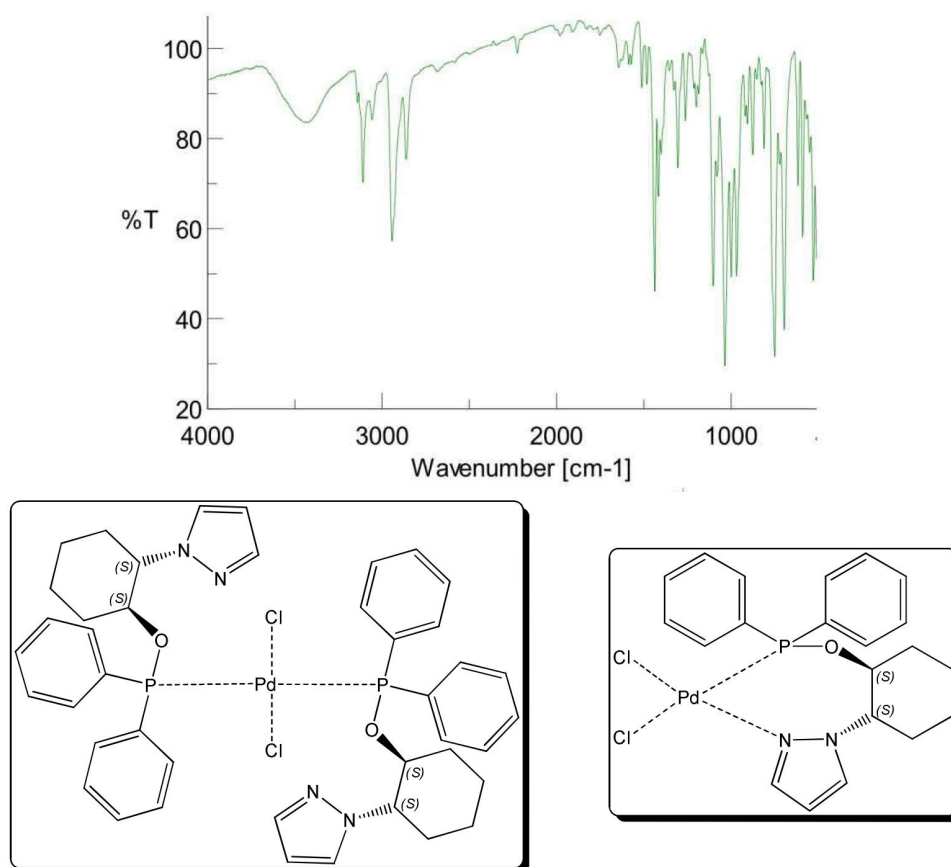 100
80
%T
60
40
20
4000 3000 2000 1000
Wavenumber [cm-1]
N
(S)
N
(S)
O
Cl
P Pd P
Cl
O
(S)
N
N
(S)
P O
Cl
(S)
Pd
(S)
Cl
N N